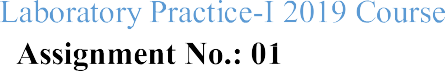 Laboratory Practice-I 2019 Course
Assignment No.: 01